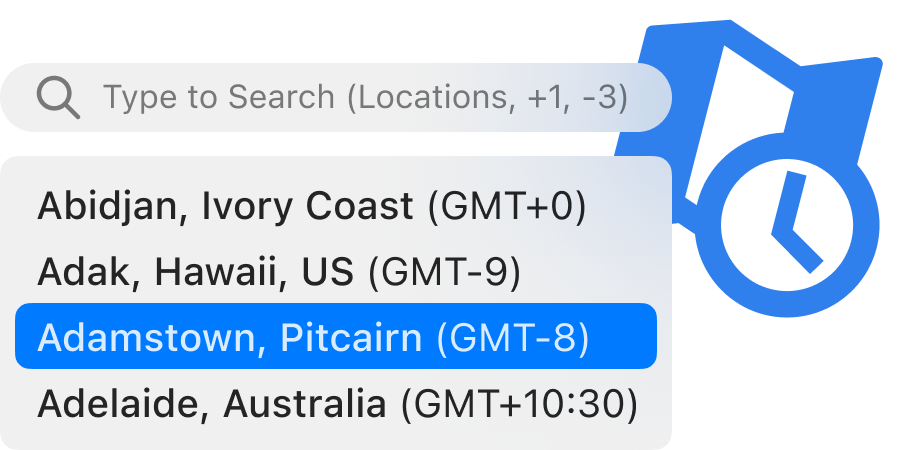 Type to Search (Locations, +1, -3)
Abidjan, Ivory Coast (GMT+0)
Adak, Hawaii, US (GMT-9)
Adamstown, Pitcairn (GMT-8)
Adelaide, Australia (GMT+10:30)